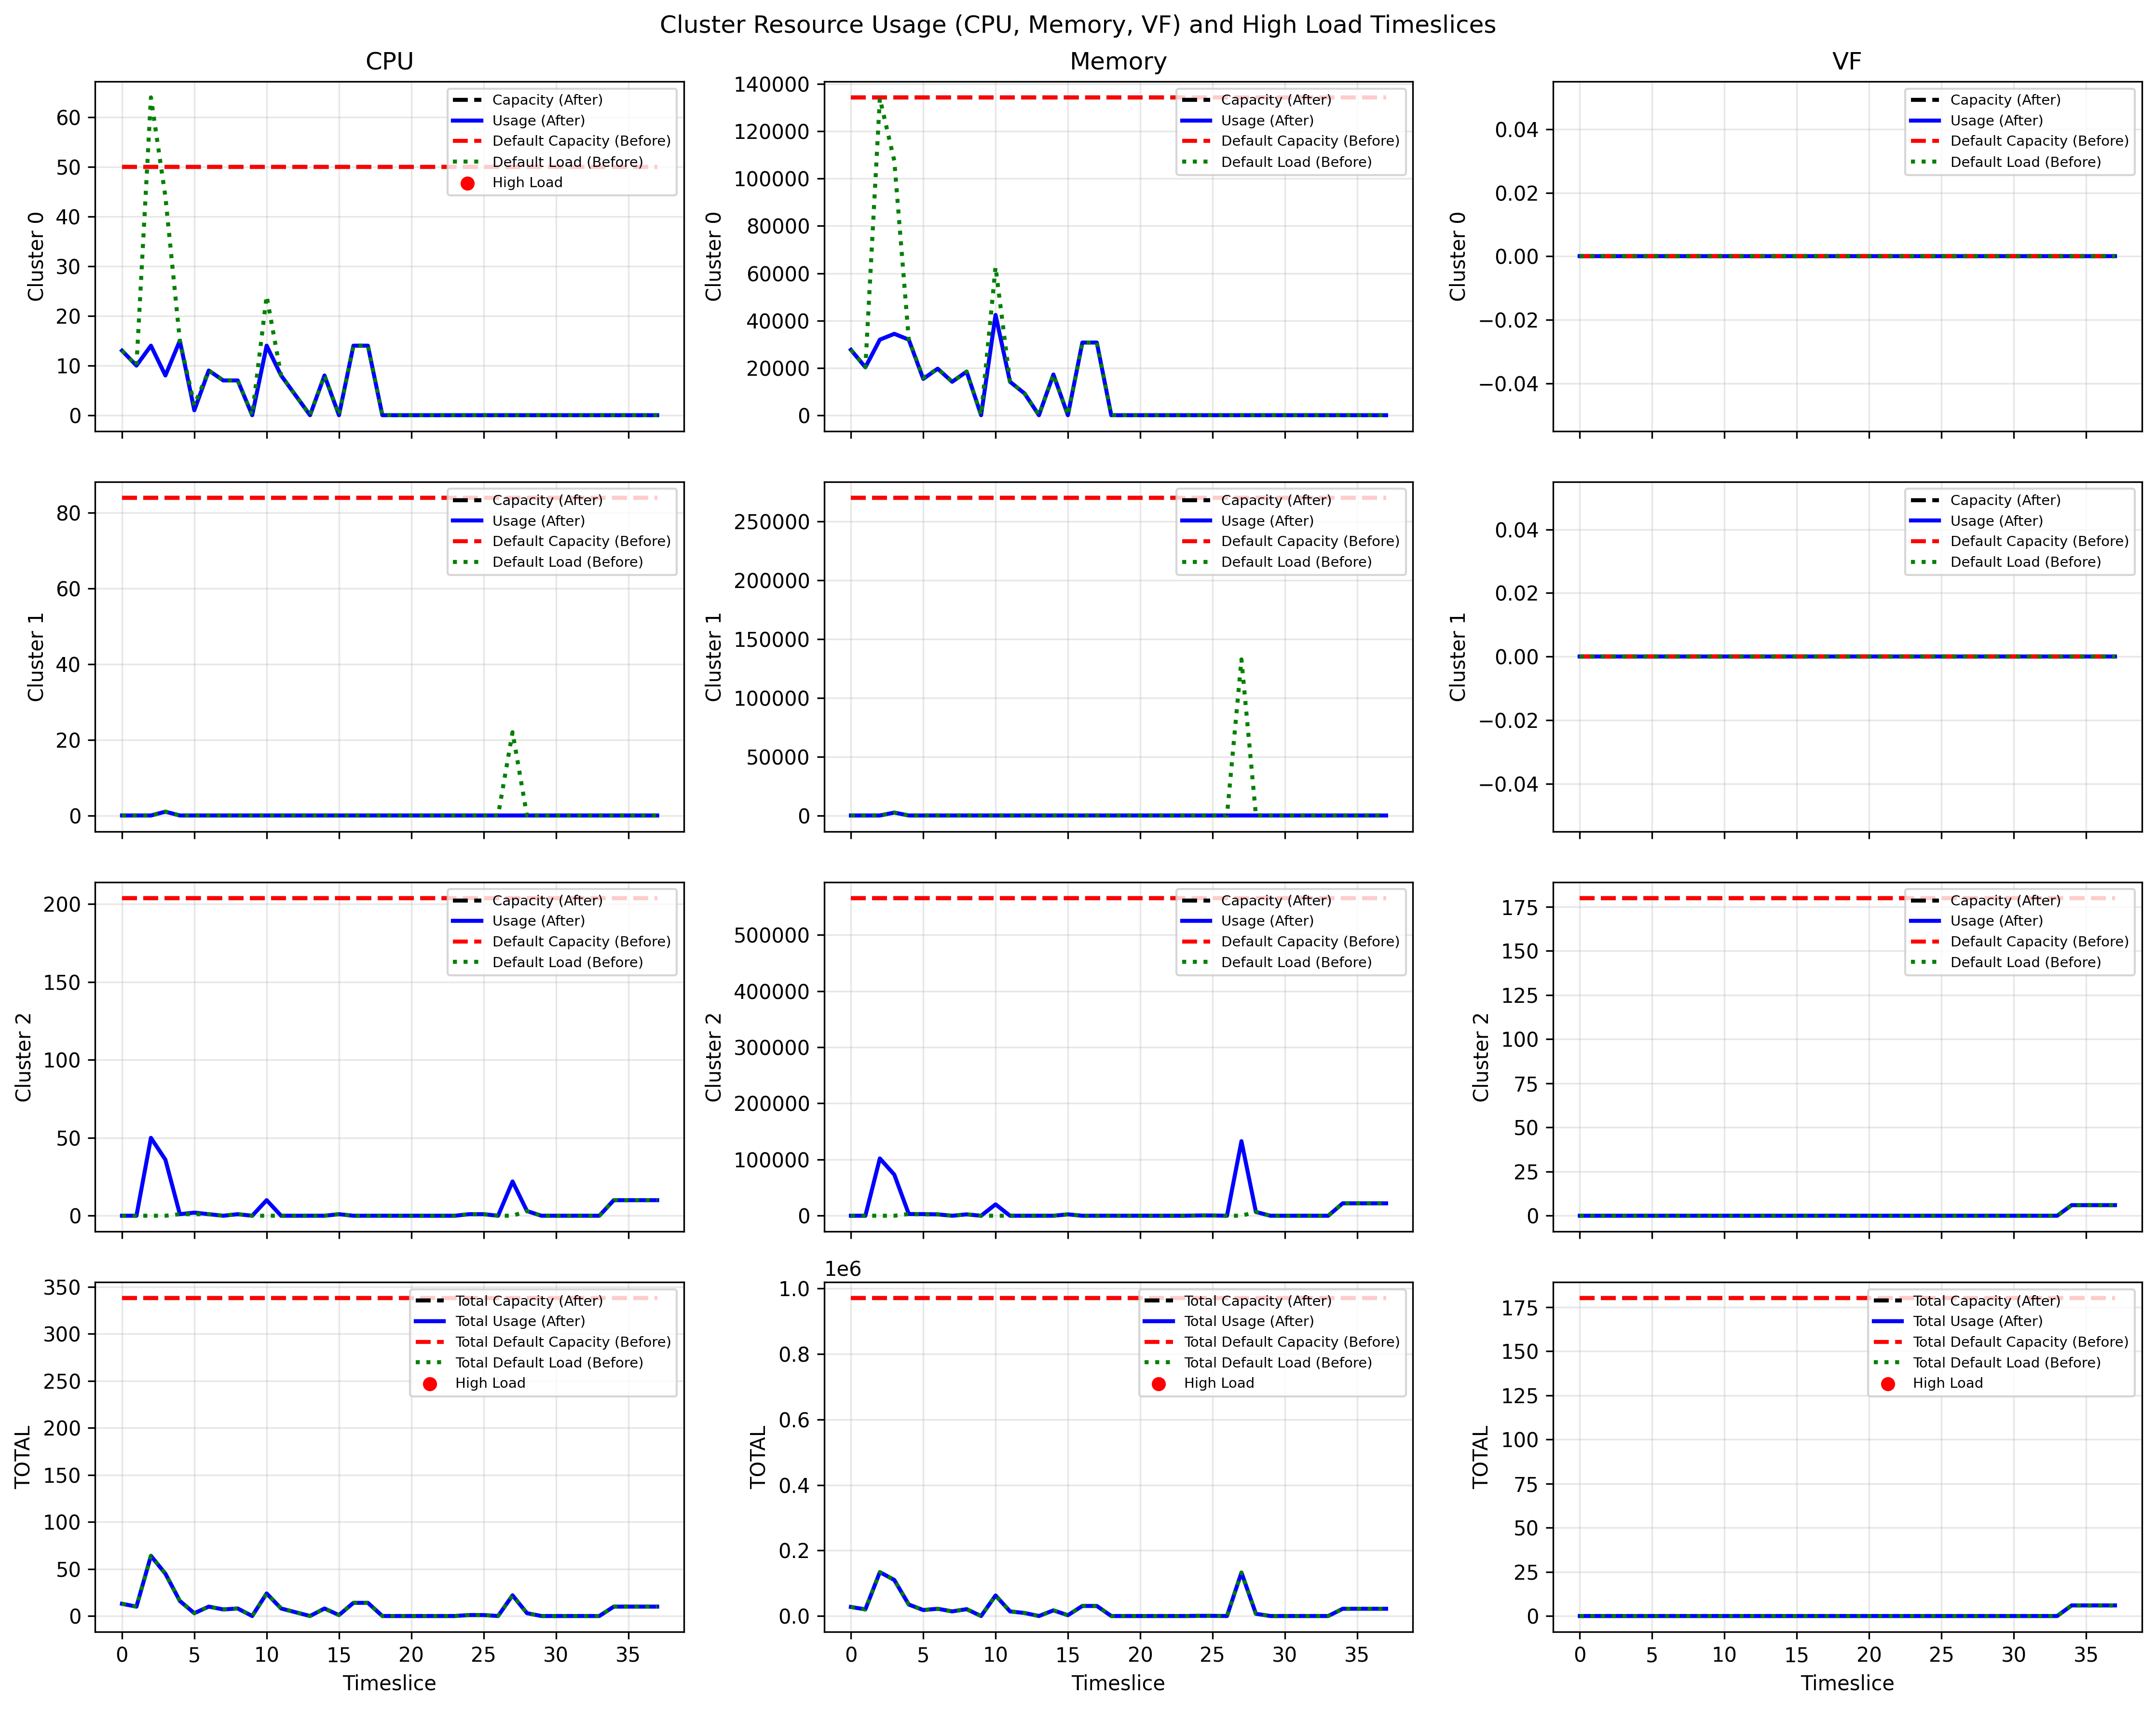 Cluster Resource Usage (CPU, Memory, VF) and High Load Timeslices
CPU
Memory
VF
Cluster 0
60
50
40
30
20
10
0
Capacity (After)
Usage (After)
Default Capacity (Before)
Default Load (Before)
High Load
Cluster 0
140000
120000
100000
80000
60000
40000
20000
0
Capacity (After)
Usage (After)
Default Capacity (Before)
Default Load (Before)
Cluster 0
0.04
0.02
0.00
−0.02
−0.04
Capacity (After)
Usage (After)
Default Capacity (Before)
Default Load (Before)
Cluster 1
80
60
40
20
0
Capacity (After)
Usage (After)
Default Capacity (Before)
Default Load (Before)
Cluster 1
250000
200000
150000
100000
50000
0
Capacity (After)
Usage (After)
Default Capacity (Before)
Default Load (Before)
Cluster 1
0.04
0.02
0.00
−0.02
−0.04
Capacity (After)
Usage (After)
Default Capacity (Before)
Default Load (Before)
Cluster 2
200
150
100
50
0
Capacity (After)
Usage (After)
Default Capacity (Before)
Default Load (Before)
Cluster 2
500000
400000
300000
200000
100000
0
Capacity (After)
Usage (After)
Default Capacity (Before)
Default Load (Before)
Cluster 2
175
150
125
100
75
50
25
0
Capacity (After)
Usage (After)
Default Capacity (Before)
Default Load (Before)
TOTAL
350
300
250
200
150
100
50
0
Total Capacity (After)
Total Usage (After)
Total Default Capacity (Before)
Total Default Load (Before)
High Load
0 5 10 15 20 25 30 35
Timeslice
TOTAL
1e6
1.0
0.8
0.6
0.4
0.2
0.0
Total Capacity (After)
Total Usage (After)
Total Default Capacity (Before)
Total Default Load (Before)
High Load
0 5 10 15 20 25 30 35
Timeslice
TOTAL
175
150
125
100
75
50
25
0
Total Capacity (After)
Total Usage (After)
Total Default Capacity (Before)
Total Default Load (Before)
High Load
0 5 10 15 20 25 30 35
Timeslice